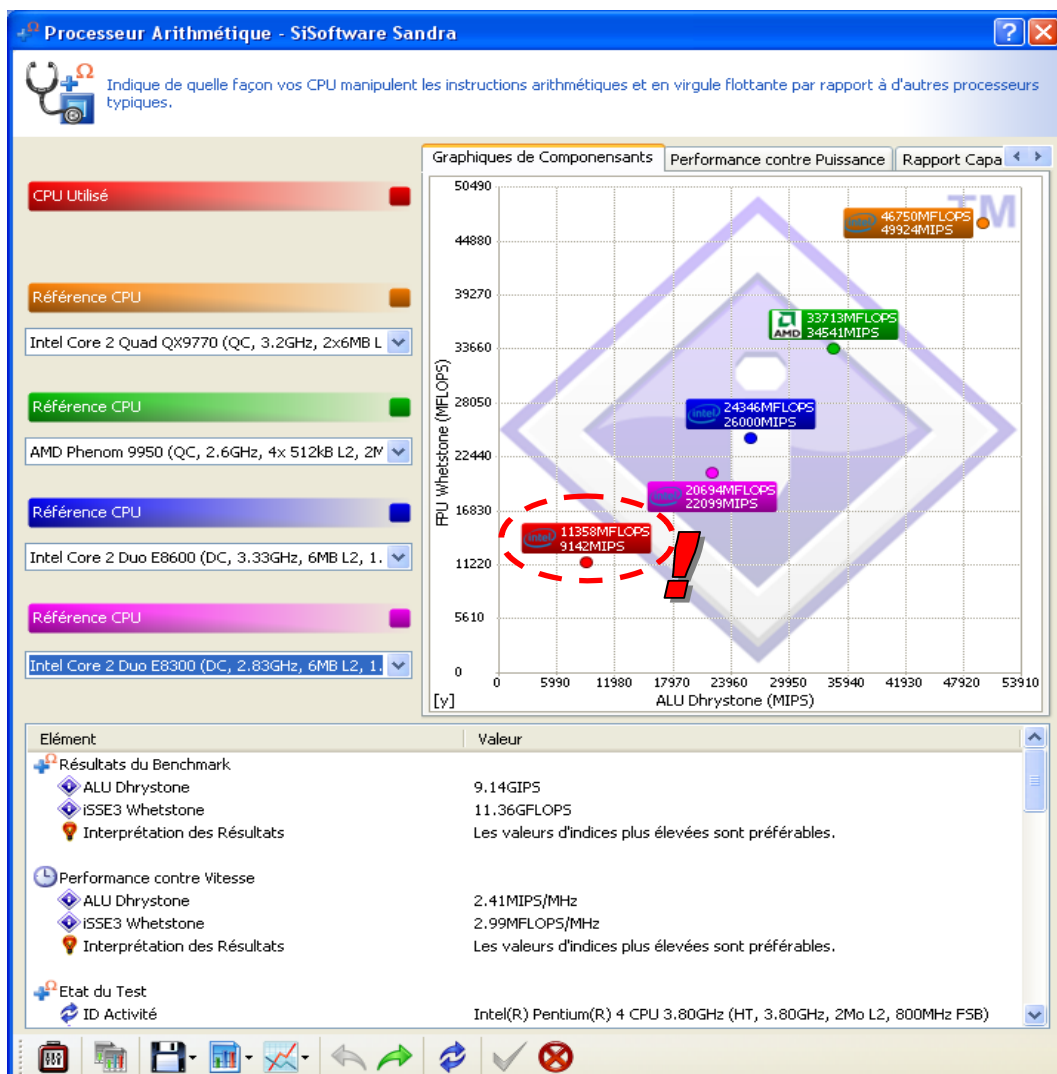 Processeur Arithmétique - SiSoftware Sandra
Indique de quelle façon vos CPU manipulent les instructions arithmétiques et en virgule flottante par rapport à d'autres processeurs
typiques.
CPU Utilisé
Référence CPU
Intel Core 2 Quad QX9770 (QC, 3.2GHz, 2x6MB L
Référence CPU
AMD Phenom 9950 (QC, 2.6GHz, 4x 512kB L2, 2M
Référence CPU
Intel Core 2 Duo E8600 (DC, 3.33GHz, 6MB L2, 1.
Référence CPU
Intel Core 2 Duo E8300 (DC, 2.83GHz, 6MB L2, 1.
Graphiques de Componensants
Performance contre Puissance
Rapport Capa
TM
FPU Whetstone (MFLOPS)
50490
44880
39270
33660
28050
22440
16830
11220
5610
0
intel 46750MFLOPS
49924MIPS
AMD 33713MFLOPS
34541MIPS
intel 24346MFLOPS
26000MIPS
intel 20694MFLOPS
22099MIPS
intel 11358MFLOPS
9142MIPS
!
0 5990 11980 17970 23960 29950 35940 41930 47920 53910
[y]
ALU Dhrystone (MIPS)
Elément Valeur
Résultats du Benchmark
ALU Dhrystone 9.14GIPS
iSSE3 Whetstone 11.36GFLOPS
Interprétation des Résultats Les valeurs d'indices plus élevées sont préférables.
Performance contre Vitesse
ALU Dhrystone 2.41MIPS/MHz
iSSE3 Whetstone 2.99MFLOPS/MHz
Interprétation des Résultats Les valeurs d'indices plus élevées sont préférables.
Etat du Test
ID Activité Intel(R) Pentium(R) 4 CPU 3.80GHz (HT, 3.80GHz, 2Mo L2, 800MHz FSB)